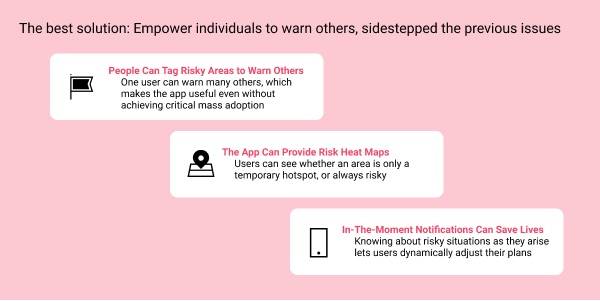 The best solution: Empower individuals to warn others, sidestepped the previous issues
People Can Tag Risky Areas to Warn Others
One user can warn many others, which
makes the app useful even without
achieving critical mass adoption
The App Can Provide Risk Heat Maps
Users can see whether an area is only a
temporary hotspot, or always risky
In-The-Moment Notifications Can Save Lives
Knowing about risky situations as they arise
lets users dynamically adjust their plans